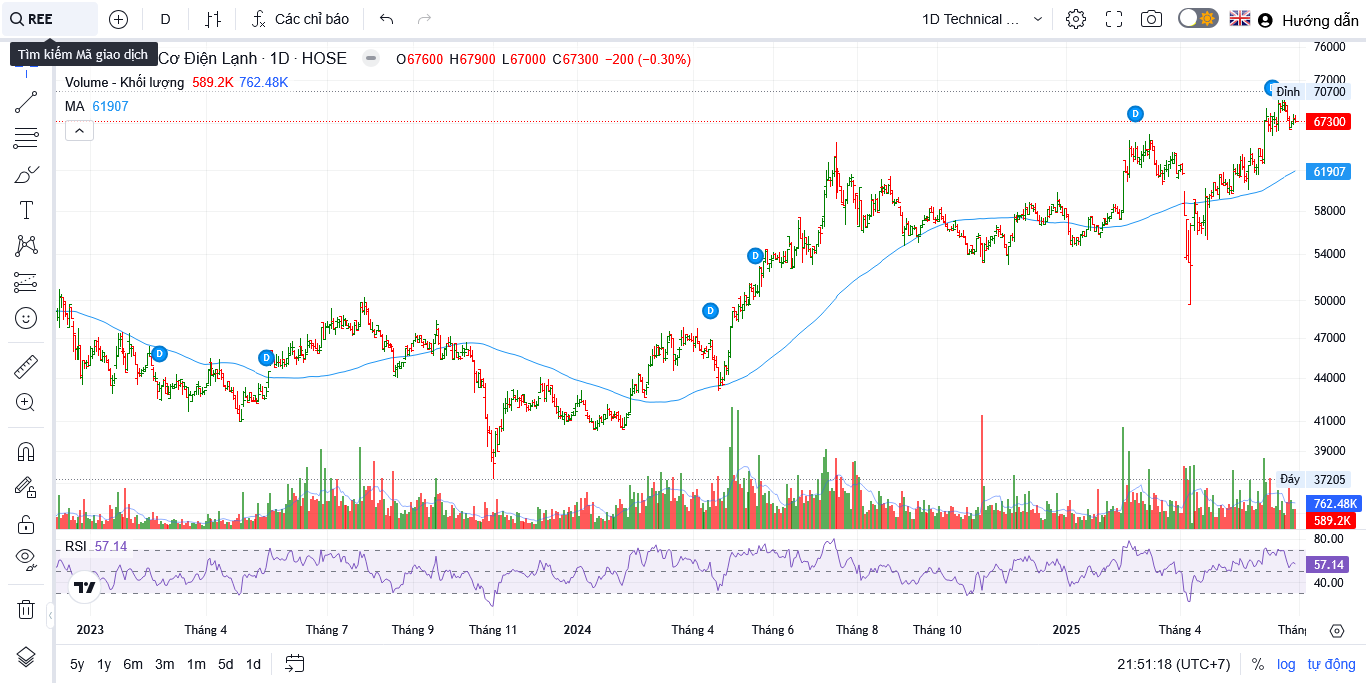 REE D Các chỉ báo 1D Technical ... Hướng dẫn
Tìm kiếm Mã giao dịch
Cơ Điện Lạnh · 1D · HOSE O67600 H67900 L67000 C67300 −200 (−0.30%)
Volume - Khối lượng 589.2K 762.48K
MA 61907
76000
72000
Đỉnh 70700
67300
61907
58000
54000
50000
47000
44000
41000
39000
Đáy 37205
762.48K
589.2K
D
D
D
D
D
RSI 57.14
80.00
57.14
40.00
2023 Tháng 4 Tháng 7 Tháng 9 Tháng 11 2024 Tháng 4 Tháng 6 Tháng 8 Tháng 10 2025 Tháng 4
5y 1y 6m 3m 1m 5d 1d 21:51:18 (UTC+7) % log tự động